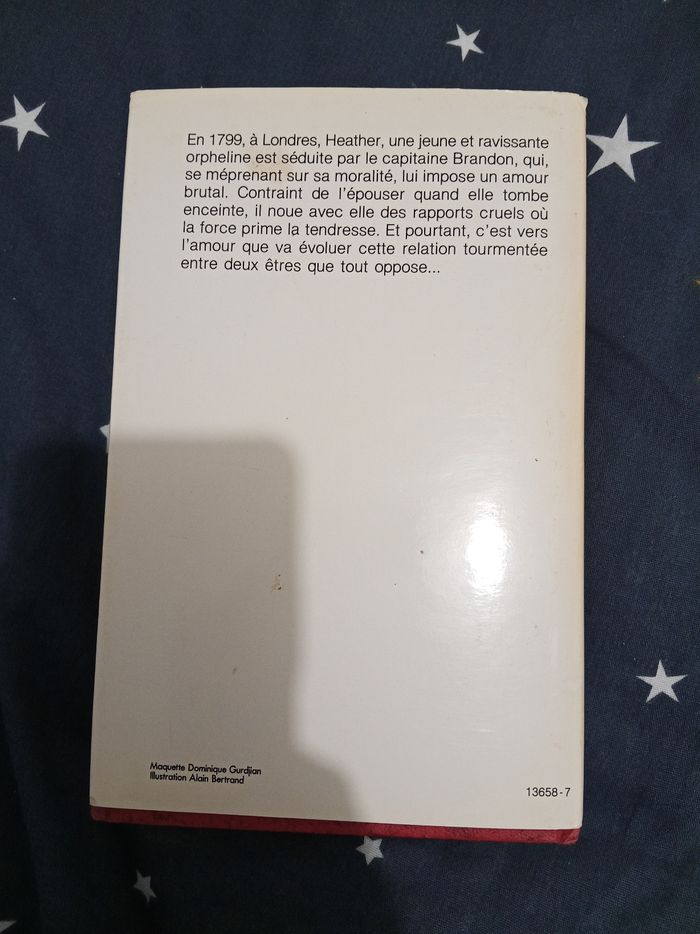 En 1799, à Londres, Heather, une jeune et ravissante
orpheline est séduite par le capitaine Brandon, qui,
se méprenant sur sa moralité, lui impose un amour
brutal. Contraint de l'épouser quand elle tombe
enceinte, il noue avec elle des rapports cruels où
la force prime la tendresse. Et pourtant, c'est vers
l'amour que va évoluer cette relation tourmentée
entre deux êtres que tout oppose...
Maquette Dominique Gurdjian
Illustration Alain Bertrand
13658-7